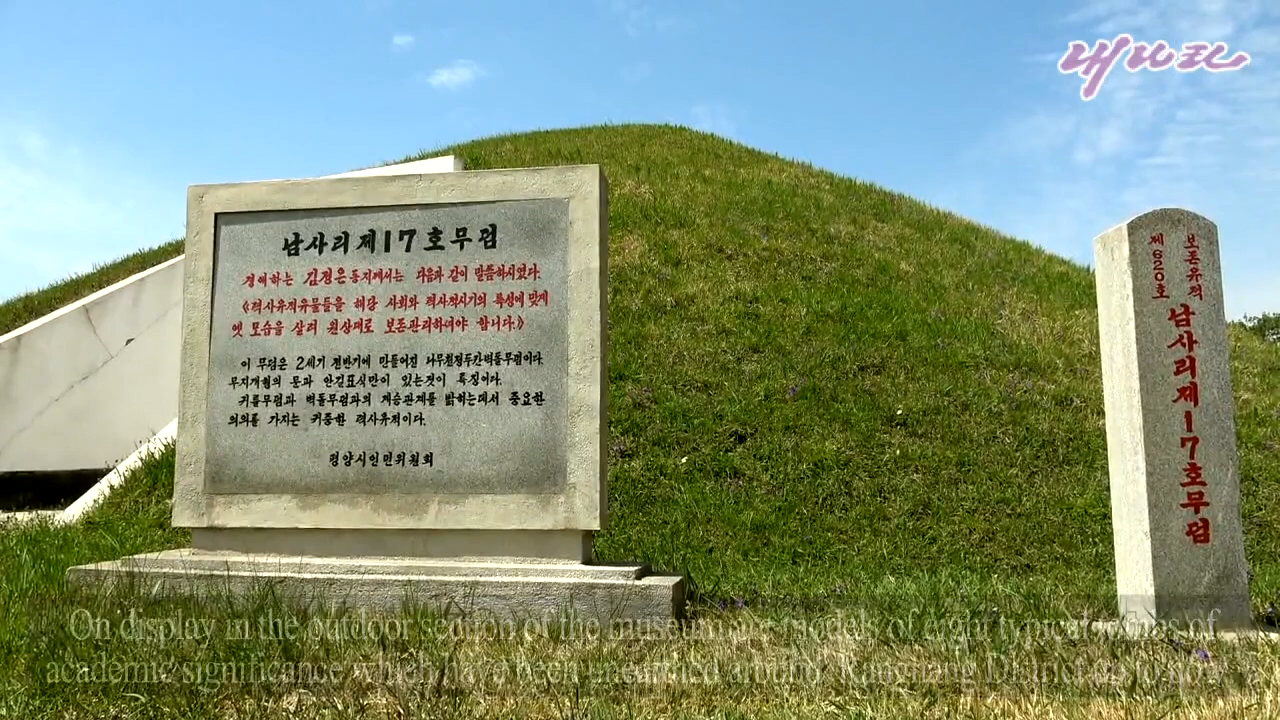 내나라
남사리제17호무덤
경애하는 김정은동지께서는 다음과 같이 말씀하시였다.
《력사유적유물들을 해당 사회와 력사적시기의 특성에 맞게
옛 모습을 살려 원상대로 보존관리하여야 합니다.》
이 무덤은 2세기 전반기에 만들어진 나무천정두칸벽돌무덤이다.
무지개형의 문과 안길표식만이 있는것이 특징이다.
귀틀무덤과 벽돌무덤과의 계승관계를 밝히는데서 중요한
의의를 가지는 귀중한 력사유적이다.
평양시인민위원회
보존유적
제820호
남사리제17호무덤
On display in the outdoor section of the museum are models of eight typical tombs of
academic significance which have been unearthed around Rangnang District up to now.